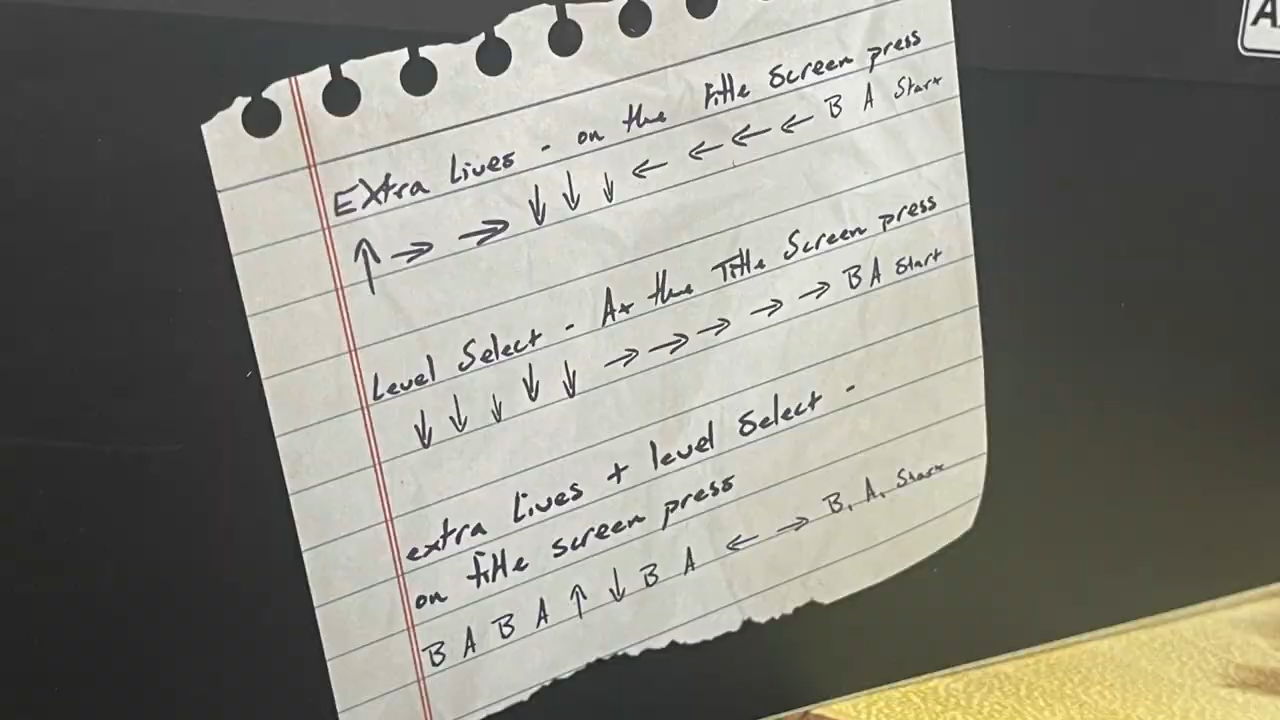 Extra Lives - on the title screen press
↑ → → ↓ ↓ ↓ ← ← ← ← B A Start
Level Select - At the Title Screen press
↓ ↓ ↓ ↓ ↓ → → → → → B A Start
extra lives + level select -
on title screen press
B A B A ↑ ↓ B A ← → B, A, Start